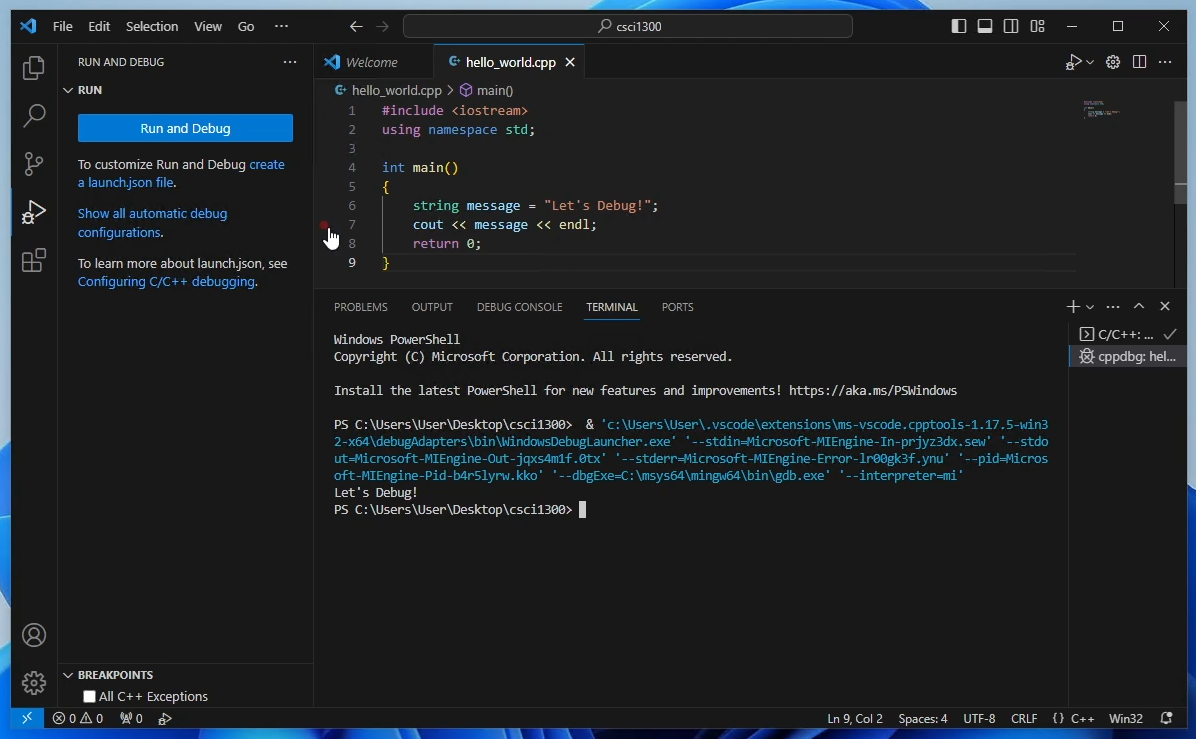 File Edit Selection View Go ··· csci1300
RUN AND DEBUG ···
RUN
Run and Debug
To customize Run and Debug create
a launch.json file.
Show all automatic debug
configurations.
To learn more about launch.json, see
Configuring C/C++ debugging.
BREAKPOINTS
All C++ Exceptions
Welcome hello_world.cpp
hello_world.cpp > main()
1 #include <iostream>
2 using namespace std;
3
4 int main()
5 {
6 string message = "Let's Debug!";
7 cout << message << endl;
8 return 0;
9 }
PROBLEMS OUTPUT DEBUG CONSOLE TERMINAL PORTS
Windows PowerShell
Copyright (C) Microsoft Corporation. All rights reserved.
Install the latest PowerShell for new features and improvements! https://aka.ms/PSWindows
PS C:\Users\User\Desktop\csci1300> & 'c:\Users\User\.vscode\extensions\ms-vscode.cpptools-1.17.5-win3
2-x64\debugAdapters\bin\WindowsDebugLauncher.exe' '--stdin=Microsoft-MIEngine-In-prjyz3dx.sew' '--stdo
ut=Microsoft-MIEngine-Out-jqxs4m1f.0tx' '--stderr=Microsoft-MIEngine-Error-lr00gk3f.ynu' '--pid=Micros
oft-MIEngine-Pid-b4r5lyrw.kko' '--dbgExe=C:\msys64\mingw64\bin\gdb.exe' '--interpreter=mi'
Let's Debug!
PS C:\Users\User\Desktop\csci1300>
C/C++: ...
cppdbg: hel...
0 0 0 Ln 9, Col 2 Spaces: 4 UTF-8 CRLF {} C++ Win32